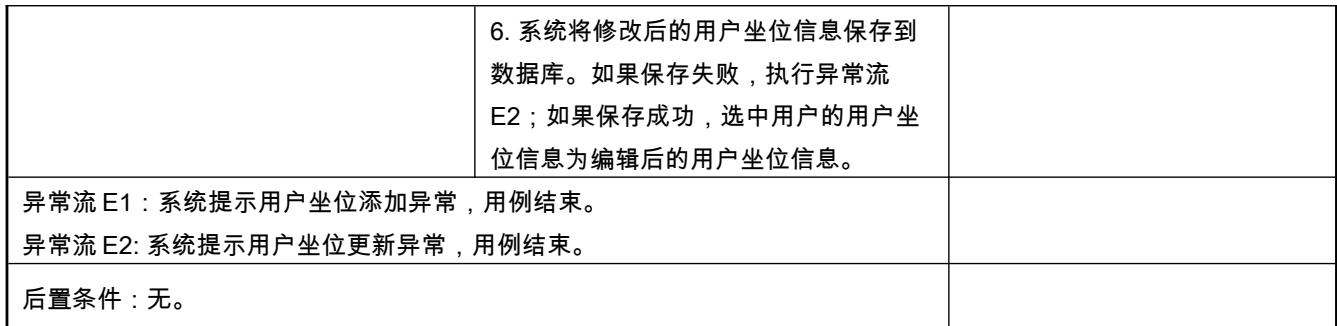 6. 系统将修改后的用户坐位信息保存到
数据库。如果保存失败，执行异常流
E2；如果保存成功，选中用户的用户坐
位信息为编辑后的用户坐位信息。
异常流 E1：系统提示用户坐位添加异常，用例结束。
异常流 E2: 系统提示用户坐位更新异常，用例结束。
后置条件：无。